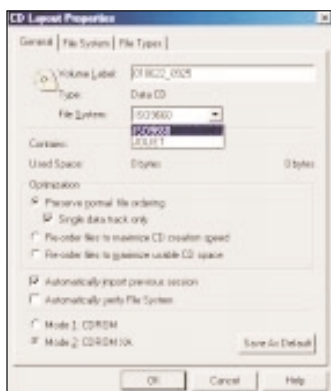 CD Layout Properties
General | File System | File Types
Volume Label: 010622_0925
Type: Data CD
File System: ISO9660
ISO9660
JOLIET
Contains:
Used Space: 0 bytes 0 bytes
Optimization
Preserve normal file ordering
Single data track only
Re-order files to maximize CD creation speed
Re-order files to maximize usable CD space
Automatically import previous session
Automatically verify File System
Mode 1: CDROM
Mode 2: CDROM XA
Save As Default
OK Cancel Help